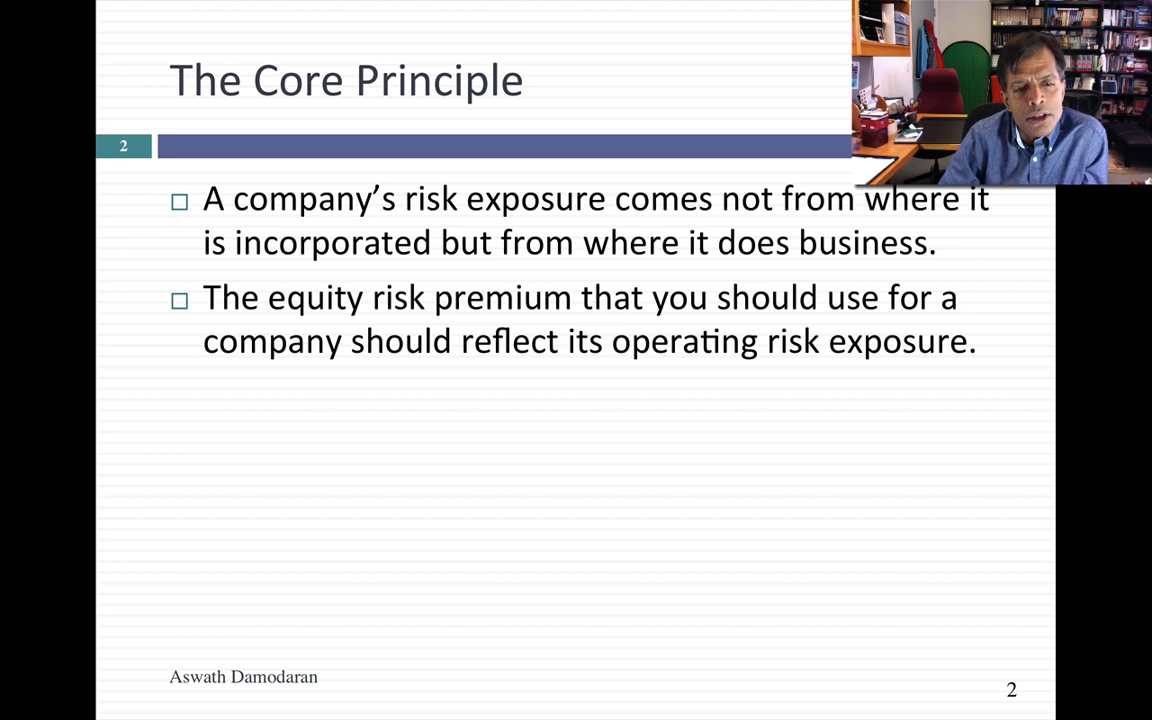 The Core Principle
2
□ A company’s risk exposure comes not from where it
is incorporated but from where it does business.
□ The equity risk premium that you should use for a
company should reflect its operating risk exposure.
Aswath Damodaran
2